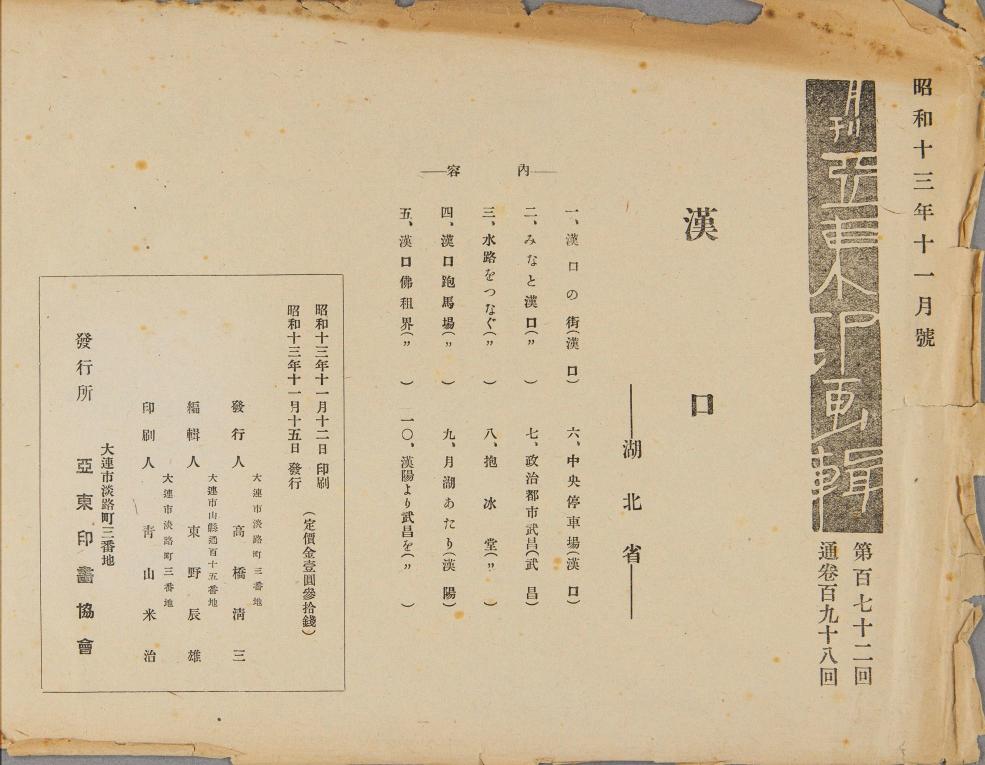 昭和十三年十一月號
月刊亞東印画輯
第百七十二回
通卷百九十八回
漢口
——湖北省——
——內容——
一、漢口の街(漢口)
二、みなと漢口(〃)
三、水路をつなぐ(〃)
四、漢口跑馬場(〃)
五、漢口佛租界(〃)
六、中央停車場(漢口)
七、政治都市武昌(武昌)
八、抱冰堂(〃)
九、月湖あたり(漢陽)
一〇、漢陽より武昌を(〃)
昭和十三年十一月十二日印刷
昭和十三年十一月十五日發行
(定價金壹圓參拾錢)
大連市淡路町三番地
發行人 高橋淸三
大連市山縣通百十五番地
編輯人 東野辰雄
大連市淡路町三番地
印刷人 靑山米治
大連市淡路町三番地
發行所 亞東印畫協會